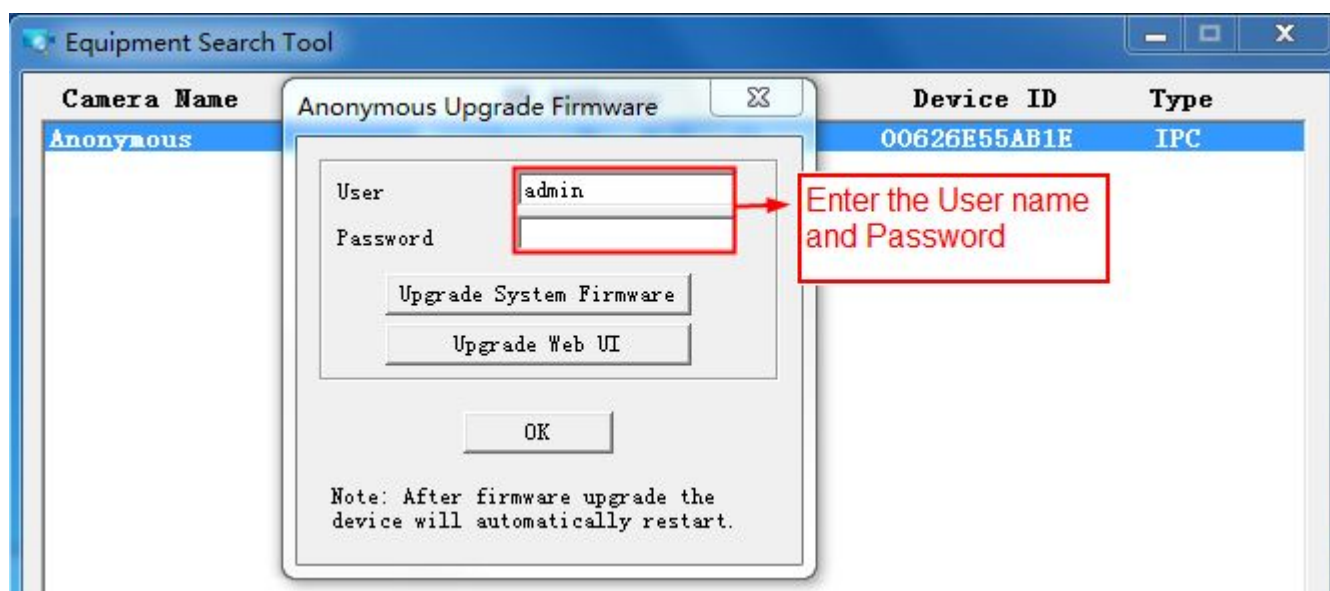 Equipment Search Tool
Camera Name Device ID Type
Anonymous 00626E55AB1E IPC
Anonymous Upgrade Firmware
User admin
Password
Enter the User name
and Password
Upgrade System Firmware
Upgrade Web UI
OK
Note: After firmware upgrade the
device will automatically restart.